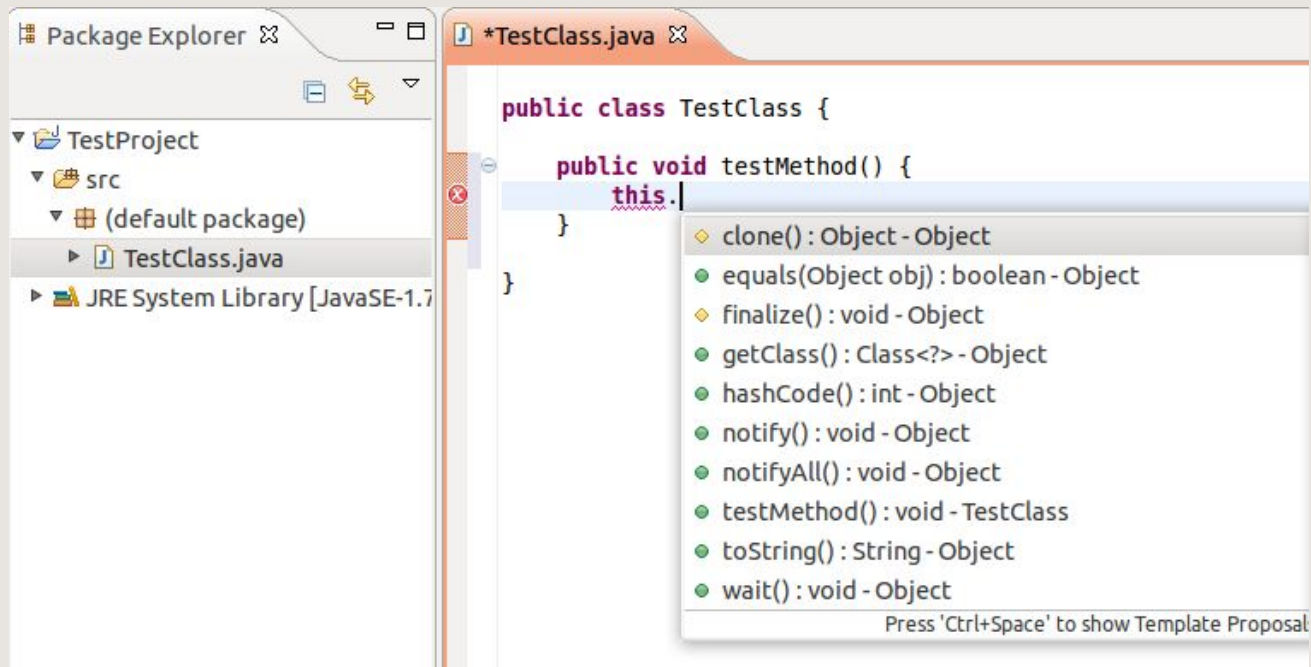 Package Explorer
TestProject
src
(default package)
TestClass.java
JRE System Library [JavaSE-1.7
*TestClass.java
public class TestClass {
public void testMethod() {
this.
}
}
clone() : Object - Object
equals(Object obj) : boolean - Object
finalize() : void - Object
getClass() : Class<?> - Object
hashCode() : int - Object
notify() : void - Object
notifyAll() : void - Object
testMethod() : void - TestClass
toString() : String - Object
wait() : void - Object
Press 'Ctrl+Space' to show Template Proposal